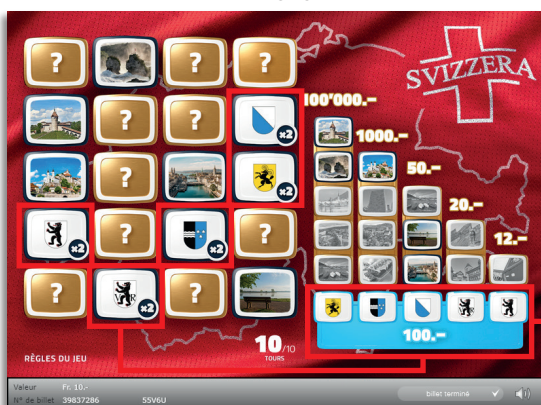 ? ? ? ?
SVIZZERA
100'000.–
? ? x2
1000.–
? x2
50.–
20.–
x2 ? x2 ?
12.–
? x2 ?
R
R
100.–
10/10
TOURS
RÈGLES DU JEU
Valeur Fr. 10.-
N° de billet 39837286 55V6U
billet terminé